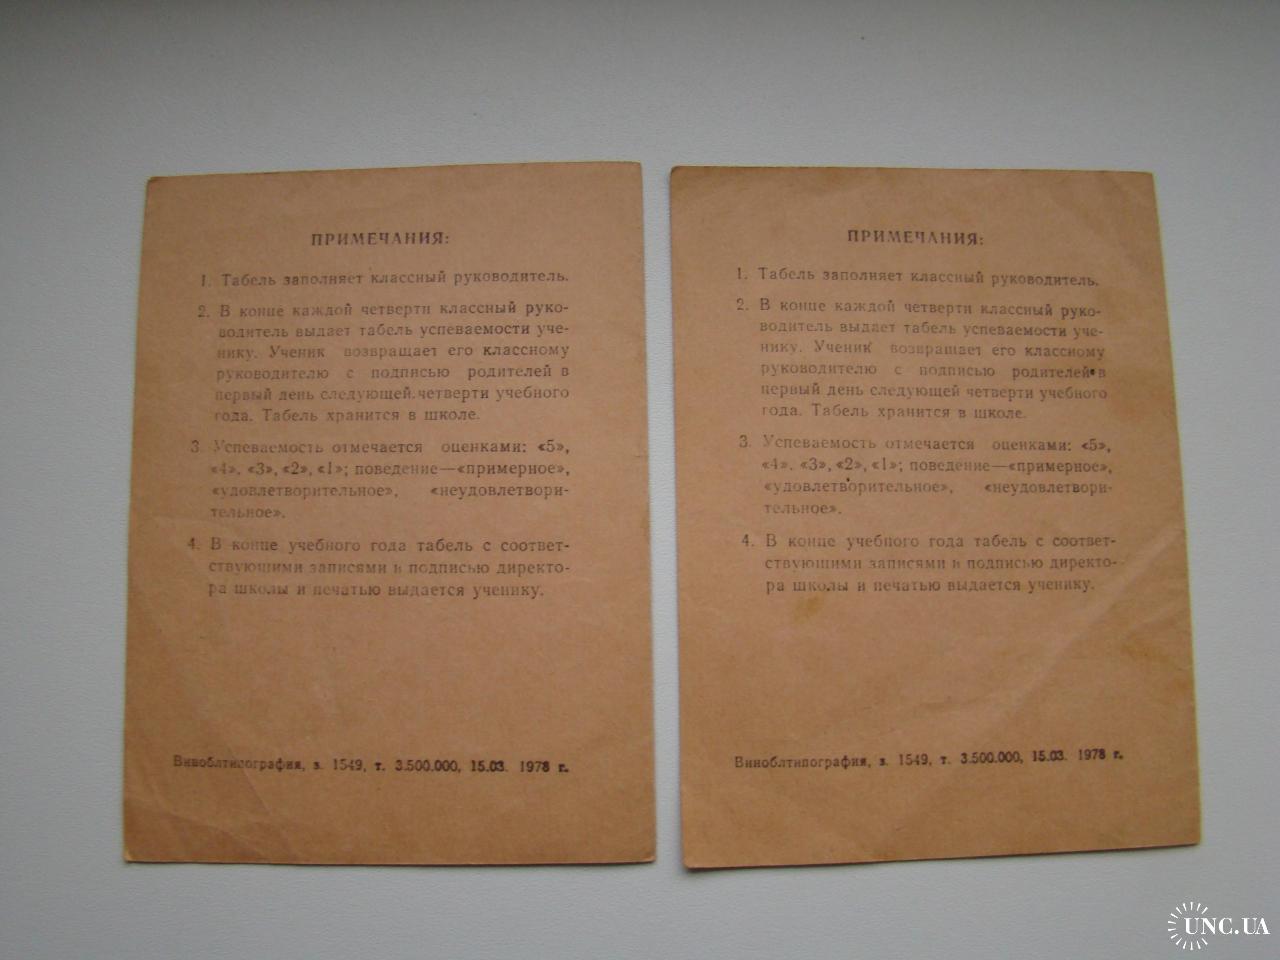 ПРИМЕЧАНИЯ:
1. Табель заполняет классный руководитель.
2. В конце каждой четверти классный руко-
водитель выдает табель успеваемости уче-
нику. Ученик возвращает его классному
руководителю с подписью родителей в
первый день следующей четверти учебного
года. Табель хранится в школе.
3. Успеваемость отмечается оценками: «5»,
«4», «3», «2», «1»; поведение—«примерное»,
«удовлетворительное», «неудовлетвори-
тельное».
4. В конце учебного года табель с соответ-
ствующими записями и подписью директо-
ра школы и печатью выдается ученику.
Виноблтипография, з. 1549, т. 3.500.000, 15.03. 1978 г.
ПРИМЕЧАНИЯ:
1. Табель заполняет классный руководитель.
2. В конце каждой четверти классный руко-
водитель выдает табель успеваемости уче-
нику. Ученик возвращает его классному
руководителю с подписью родителей в
первый день следующей четверти учебного
года. Табель хранится в школе.
3. Успеваемость отмечается оценками: «5»,
«4», «3», «2», «1»; поведение—«примерное»,
«удовлетворительное», «неудовлетвори-
тельное».
4. В конце учебного года табель с соответ-
ствующими записями и подписью директо-
ра школы и печатью выдается ученику.
Виноблтипография, з. 1549, т. 3.500.000, 15.03. 1978 г.
UNC.UA